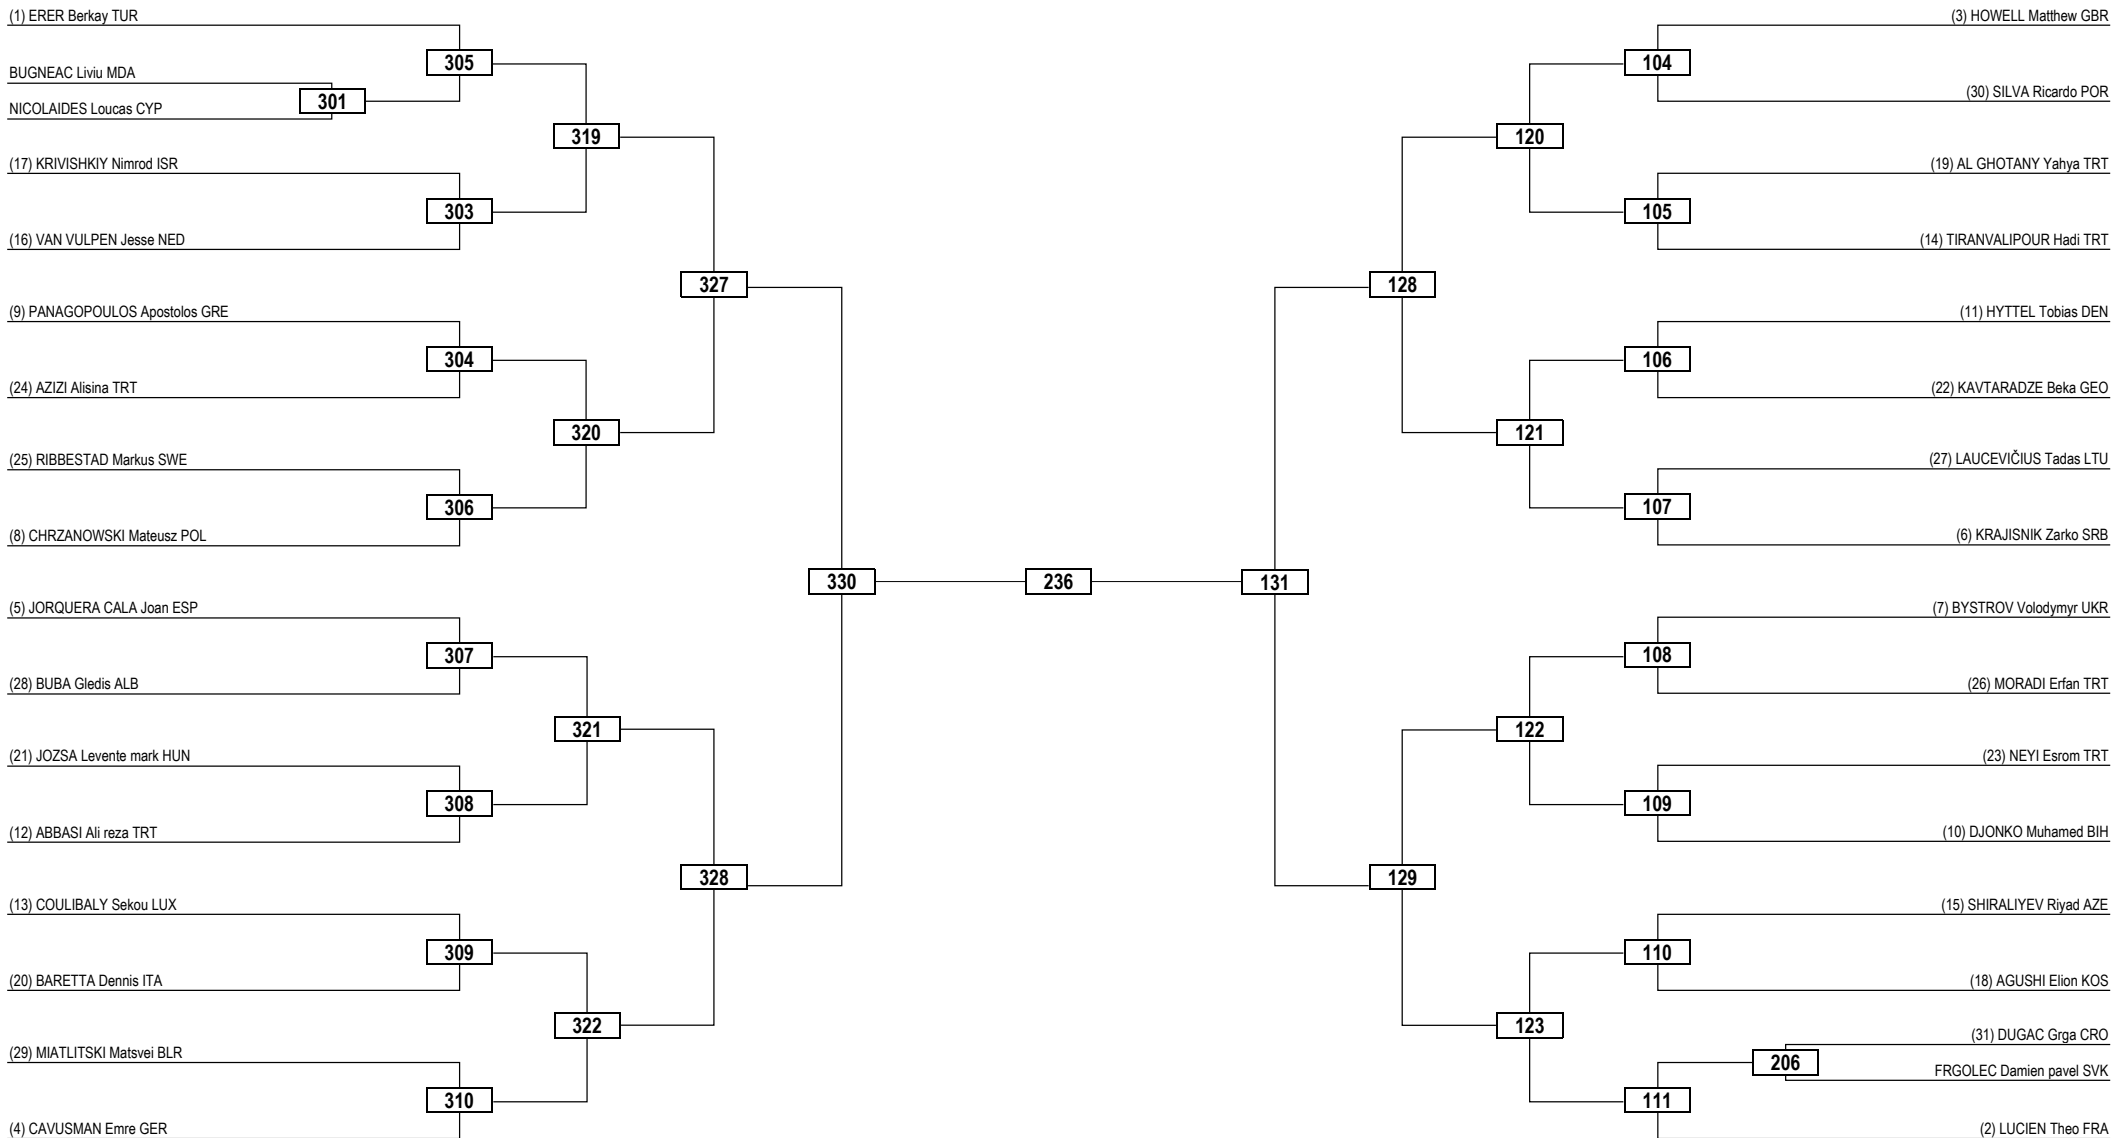 (1) ERER Berkay TUR
(3) HOWELL Matthew GBR
305
104
BUGNEAC Liviu MDA
301
(30) SILVA Ricardo POR
NICOLAIDES Loucas CYP
319
120
(17) KRIVISHKIY Nimrod ISR
(19) AL GHOTANY Yahya TRT
303
105
(16) VAN VULPEN Jesse NED
(14) TIRANVALIPOUR Hadi TRT
327
128
(9) PANAGOPOULOS Apostolos GRE
(11) HYTTEL Tobias DEN
304
106
(24) AZIZI Alisina TRT
(22) KAVTARADZE Beka GEO
320
121
(25) RIBBESTAD Markus SWE
(27) LAUCEVIČIUS Tadas LTU
306
107
(8) CHRZANOWSKI Mateusz POL
(6) KRAJISNIK Zarko SRB
330
236
131
(5) JORQUERA CALA Joan ESP
(7) BYSTROV Volodymyr UKR
307
108
(28) BUBA Gledis ALB
(26) MORADI Erfan TRT
321
122
(21) JOZSA Levente mark HUN
(23) NEYI Esrom TRT
308
109
(12) ABBASI Ali reza TRT
(10) DJONKO Muhamed BIH
328
129
(13) COULIBALY Sekou LUX
(15) SHIRALIYEV Riyad AZE
309
110
(20) BARETTA Dennis ITA
(18) AGUSHI Elion KOS
322
123
(31) DUGAC Grga CRO
(29) MIATLITSKI Matsvei BLR
206
FRGOLEC Damien pavel SVK
310
111
(4) CAVUSMAN Emre GER
(2) LUCIEN Theo FRA